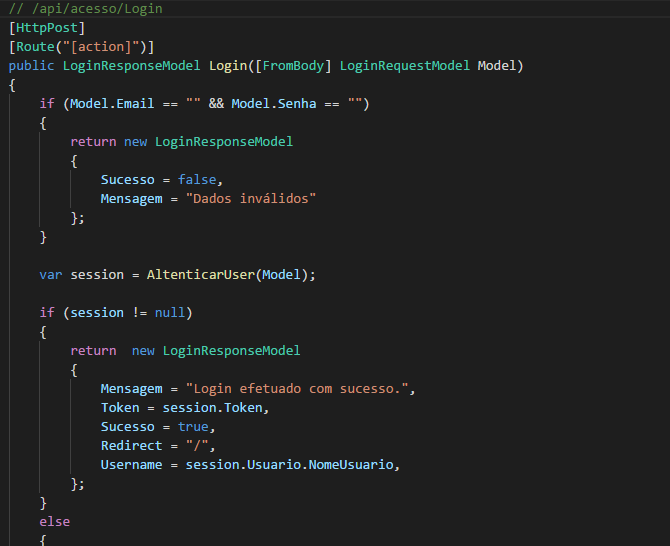 // /api/acesso/Login
[HttpPost]
[Route("[action]")]
public LoginResponseModel Login([FromBody] LoginRequestModel Model)
{
if (Model.Email == "" && Model.Senha == "")
{
return new LoginResponseModel
{
Sucesso = false,
Mensagem = "Dados inválidos"
};
}
var session = AltenticarUser(Model);
if (session != null)
{
return  new LoginResponseModel
{
Mensagem = "Login efetuado com sucesso.",
Token = session.Token,
Sucesso = true,
Redirect = "/",
Username = session.Usuario.NomeUsuario,
};
}
else
{